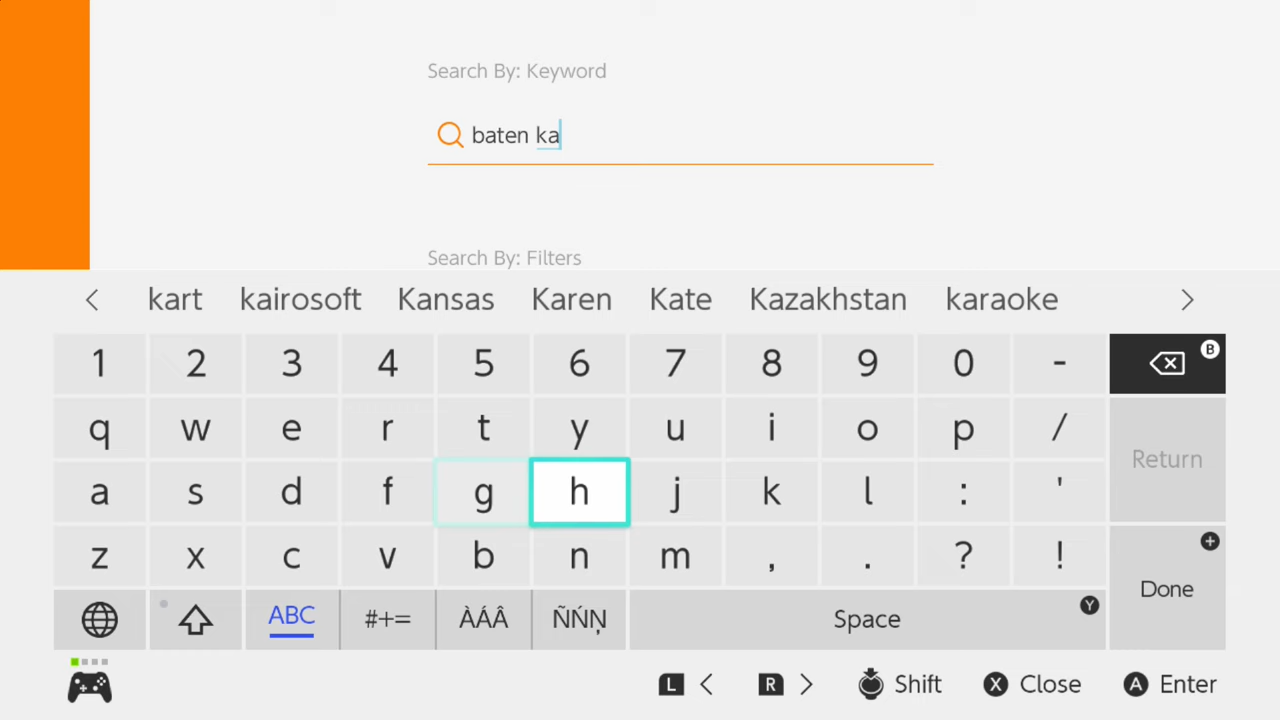 Search By: Keyword
baten ka
Search By: Filters
kart kairosoft Kansas Karen Kate Kazakhstan karaoke
1 2 3 4 5 6 7 8 9 0 - B
q w e r t y u i o p /
Return
a s d f g h j k l : '
z x c v b n m , . ? ! +
Done
ABC #+= ÀÁÂ ÑŃŅ Space Y
L < R > Shift X Close A Enter